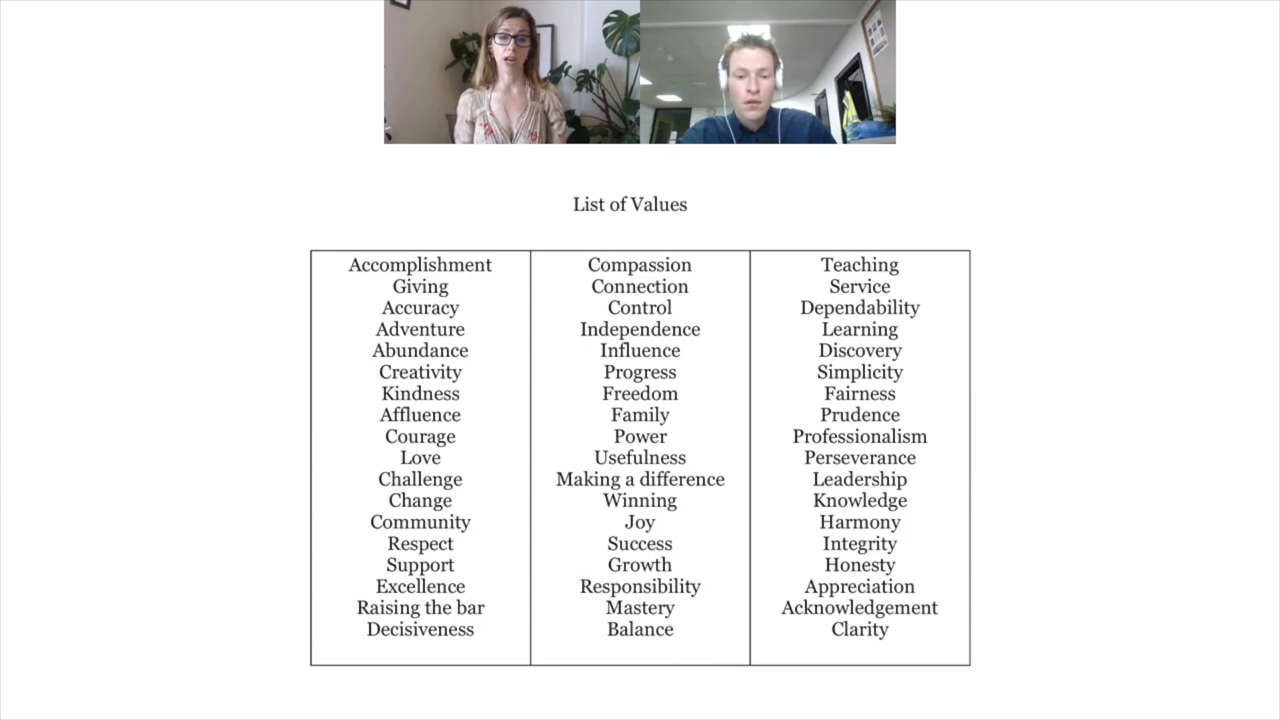 List of Values
Accomplishment
Giving
Accuracy
Adventure
Abundance
Creativity
Kindness
Affluence
Courage
Love
Challenge
Change
Community
Respect
Support
Excellence
Raising the bar
Decisiveness
Compassion
Connection
Control
Independence
Influence
Progress
Freedom
Family
Power
Usefulness
Making a difference
Winning
Joy
Success
Growth
Responsibility
Mastery
Balance
Teaching
Service
Dependability
Learning
Discovery
Simplicity
Fairness
Prudence
Professionalism
Perseverance
Leadership
Knowledge
Harmony
Integrity
Honesty
Appreciation
Acknowledgement
Clarity